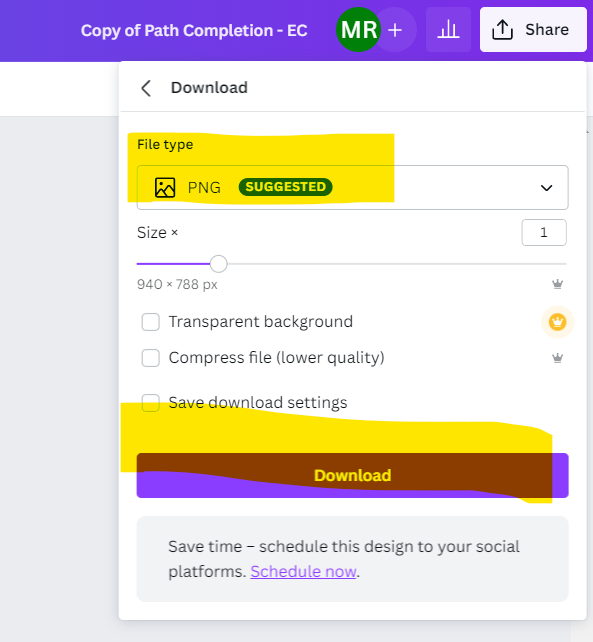 Copy of Path Completion - EC
MR
+
Share
Download
File type
PNG SUGGESTED
Size ×
1
940 × 788 px
Transparent background
Compress file (lower quality)
Save download settings
Download
Save time – schedule this design to your social
platforms. Schedule now.